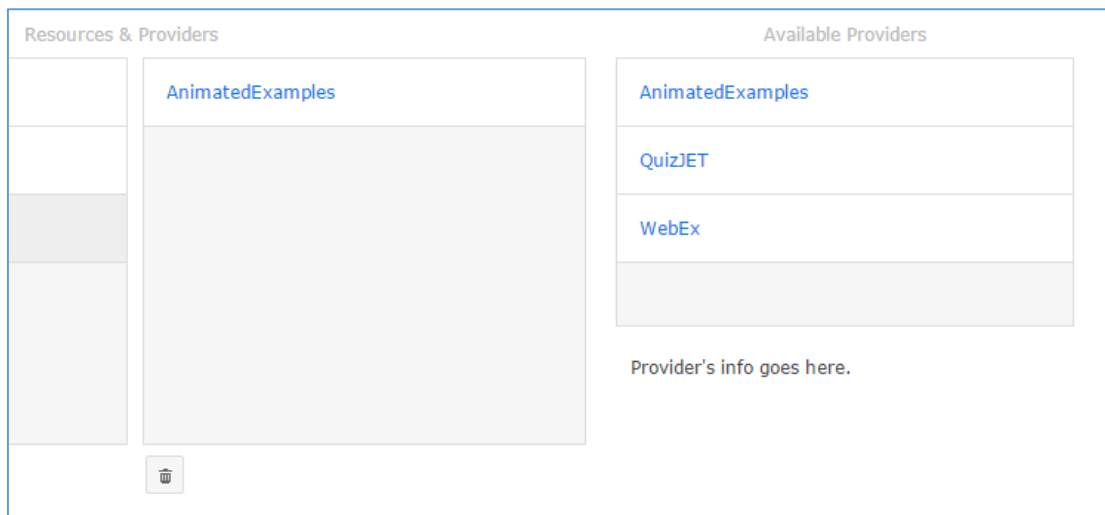 Resources & Providers
Available Providers
AnimatedExamples
AnimatedExamples
QuizJET
WebEx
Provider's info goes here.